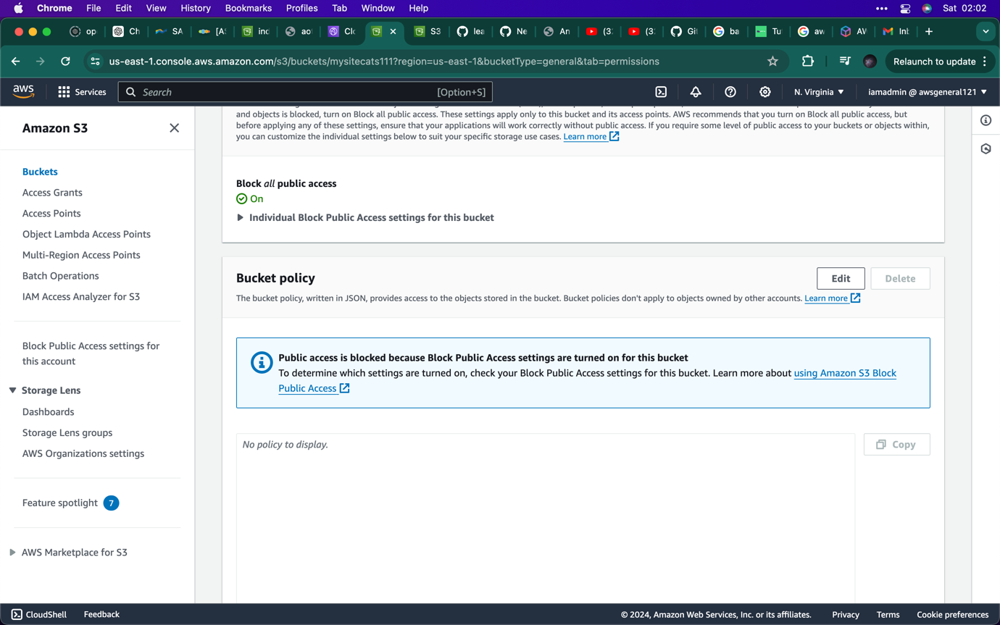 Chrome File Edit View History Bookmarks Profiles Tab Window Help ••• Sat 02:02
op Ch SA [AS ind ao Clo S3 lea Ne An (3 (3 Git ba Tu aw AV Inb
us-east-1.console.aws.amazon.com/s3/buckets/mysitecats111?region=us-east-1&bucketType=general&tab=permissions Relaunch to update
aws Services Search [Option+S] N. Virginia iamadmin @ awsgeneral121
Amazon S3
Buckets
Access Grants
Access Points
Object Lambda Access Points
Multi-Region Access Points
Batch Operations
IAM Access Analyzer for S3
Block Public Access settings for
this account
Storage Lens
Dashboards
Storage Lens groups
AWS Organizations settings
Feature spotlight 7
AWS Marketplace for S3
and objects is blocked, turn on Block all public access. These settings apply only to this bucket and its access points. AWS recommends that you turn on Block all public access, but
before applying any of these settings, ensure that your applications will work correctly without public access. If you require some level of public access to your buckets or objects within,
you can customize the individual settings below to suit your specific storage use cases. Learn more
Block all public access
On
Individual Block Public Access settings for this bucket
Bucket policy Edit Delete
The bucket policy, written in JSON, provides access to the objects stored in the bucket. Bucket policies don't apply to objects owned by other accounts. Learn more
Public access is blocked because Block Public Access settings are turned on for this bucket
To determine which settings are turned on, check your Block Public Access settings for this bucket. Learn more about using Amazon S3 Block
Public Access
No policy to display. Copy
CloudShell Feedback © 2024, Amazon Web Services, Inc. or its affiliates. Privacy Terms Cookie preferences